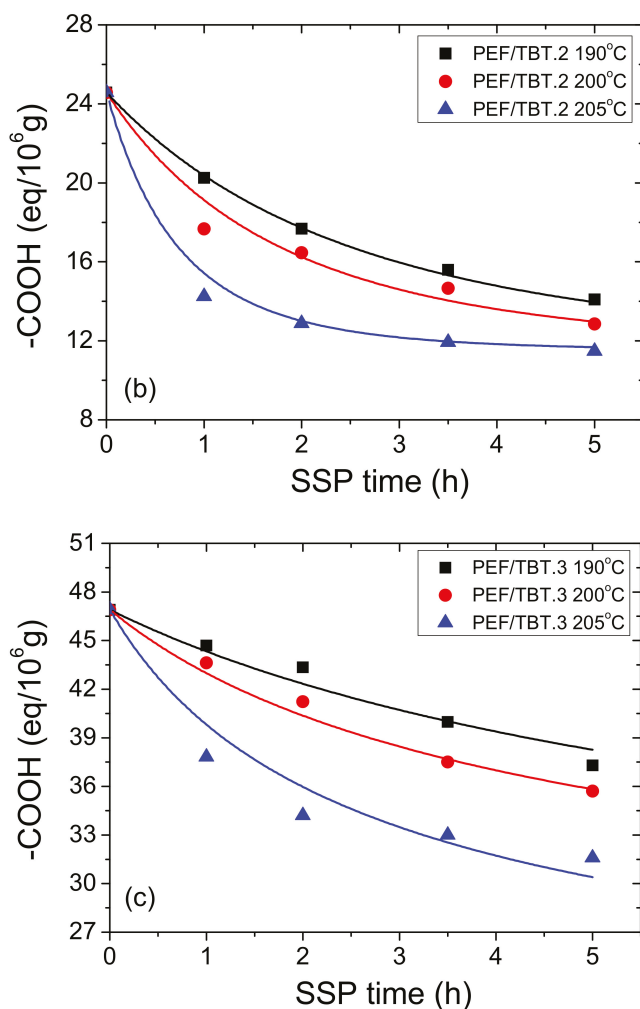 28
24
20
16
12
8
-COOH (eq/10⁶g)
PEF/TBT.2 190°C
PEF/TBT.2 200°C
PEF/TBT.2 205°C
(b)
0 1 2 3 4 5
SSP time (h)
51
48
45
42
39
36
33
30
27
-COOH (eq/10⁶g)
PEF/TBT.3 190°C
PEF/TBT.3 200°C
PEF/TBT.3 205°C
(c)
0 1 2 3 4 5
SSP time (h)